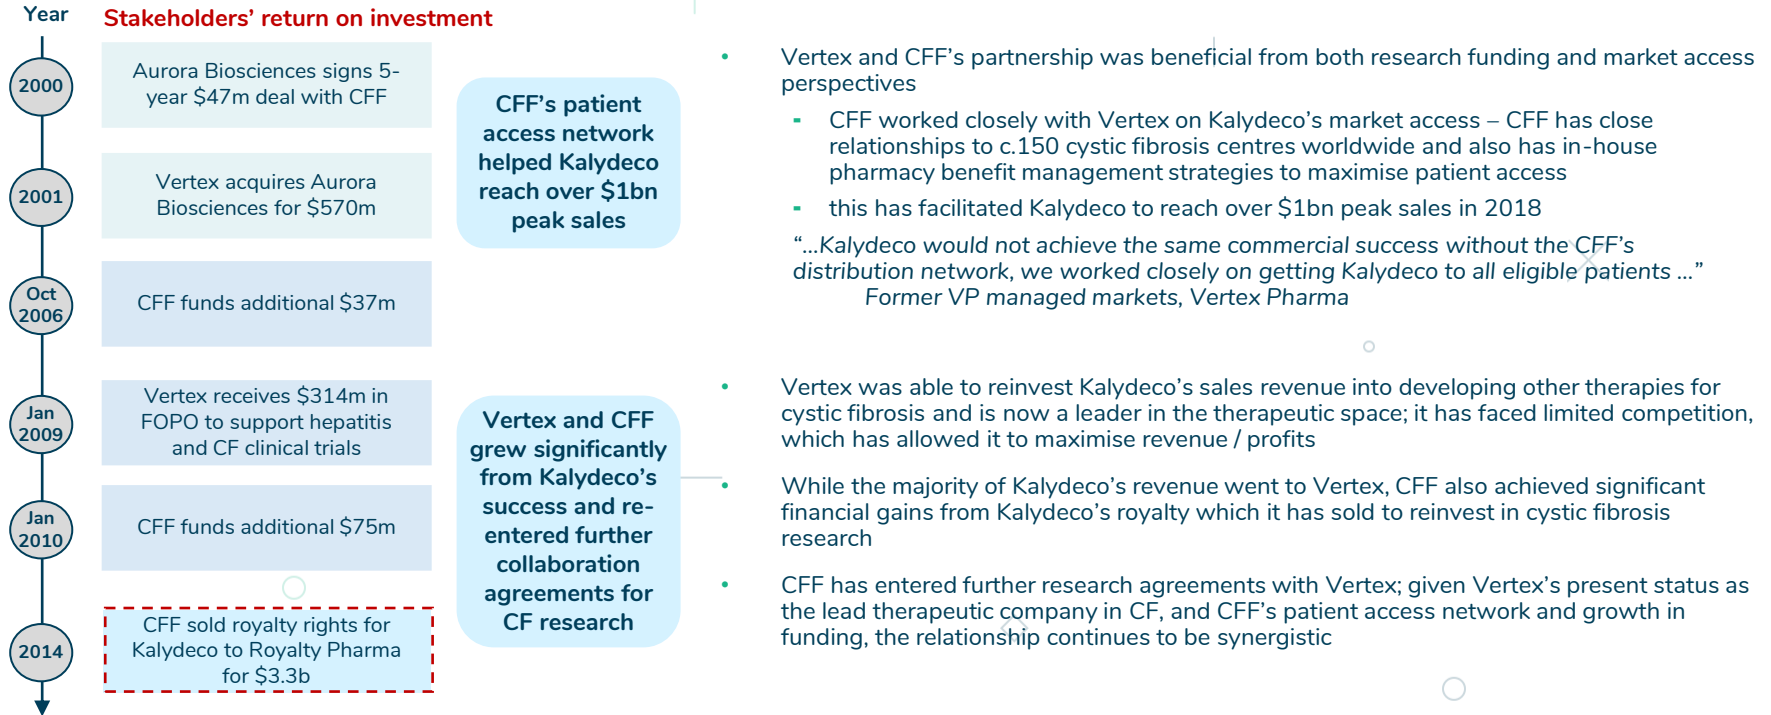 Year
Stakeholders’ return on investment
2000
Aurora Biosciences signs 5-
year $47m deal with CFF
2001
Vertex acquires Aurora
Biosciences for $570m
Oct
2006
CFF funds additional $37m
Jan
2009
Vertex receives $314m in
FOPO to support hepatitis
and CF clinical trials
Jan
2010
CFF funds additional $75m
2014
CFF sold royalty rights for
Kalydeco to Royalty Pharma
for $3.3b
CFF’s patient
access network
helped Kalydeco
reach over $1bn
peak sales
Vertex and CFF
grew significantly
from Kalydeco’s
success and re-
entered further
collaboration
agreements for
CF research
• Vertex and CFF’s partnership was beneficial from both research funding and market access
perspectives
- CFF worked closely with Vertex on Kalydeco’s market access – CFF has close
relationships to c.150 cystic fibrosis centres worldwide and also has in-house
pharmacy benefit management strategies to maximise patient access
- this has facilitated Kalydeco to reach over $1bn peak sales in 2018
“…Kalydeco would not achieve the same commercial success without the CFF’s
distribution network, we worked closely on getting Kalydeco to all eligible patients …”
Former VP managed markets, Vertex Pharma
• Vertex was able to reinvest Kalydeco’s sales revenue into developing other therapies for
cystic fibrosis and is now a leader in the therapeutic space; it has faced limited competition,
which has allowed it to maximise revenue / profits
• While the majority of Kalydeco’s revenue went to Vertex, CFF also achieved significant
financial gains from Kalydeco’s royalty which it has sold to reinvest in cystic fibrosis
research
• CFF has entered further research agreements with Vertex; given Vertex’s present status as
the lead therapeutic company in CF, and CFF’s patient access network and growth in
funding, the relationship continues to be synergistic